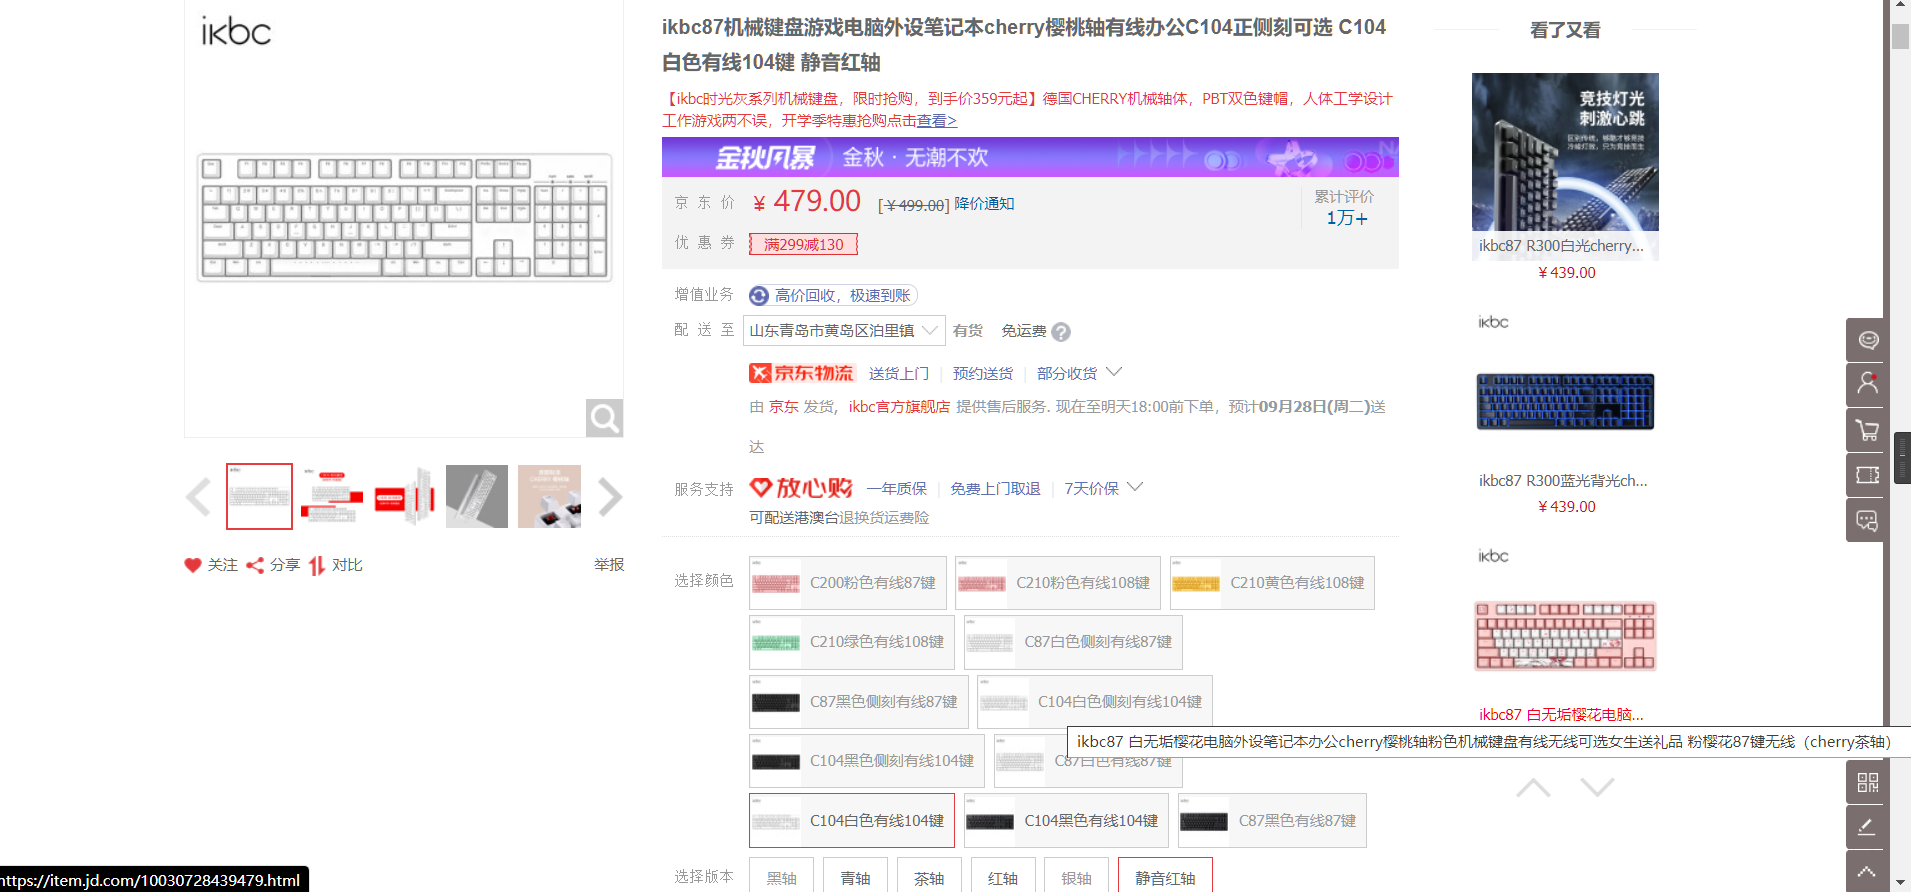 ikbc
ikbc87机械键盘游戏电脑外设笔记本cherry樱桃轴有线办公C104正侧刻可选 C104
白色有线104键 静音红轴
【ikbc时光灰系列机械键盘，限时抢购，到手价359元起】德国CHERRY机械轴体，PBT双色键帽，人体工学设计
工作游戏两不误，开学季特惠抢购点击查看>
金秋风暴 金秋·无潮不欢
京东价 ￥479.00 [￥499.00] 降价通知
累计评价
1万+
优惠券 满299减130
增值业务 高价回收，极速到账
配送至 山东青岛市黄岛区泊里镇 有货 免运费 ?
京东物流 送货上门 预约送货 部分收货
由 京东 发货，ikbc官方旗舰店 提供售后服务. 现在至明天18:00前下单，预计09月28日(周二)送
达
服务支持 放心购 一年质保 免费上门取退 7天价保
可配送港澳台退换货运费险
关注 分享 对比 举报
选择颜色 C200粉色有线87键 C210粉色有线108键 C210黄色有线108键
C210绿色有线108键 C87白色侧刻有线87键
C87黑色侧刻有线87键 C104白色侧刻有线104键
C104黑色侧刻有线104键 C87白色有线87键
C104白色有线104键 C104黑色有线104键 C87黑色有线87键
选择版本 黑轴 青轴 茶轴 红轴 银轴 静音红轴
看了又看
竞技灯光
刺激心跳
ikbc87 R300白光cherry...
￥439.00
ikbc
ikbc87 R300蓝光背光ch...
￥439.00
ikbc
ikbc87 白无垢樱花电脑...
ikbc87 白无垢樱花电脑外设笔记本办公cherry樱桃轴粉色机械键盘有线无线可选女生送礼品 粉樱花87键无线（cherry茶轴）
https://item.jd.com/10030728439479.html